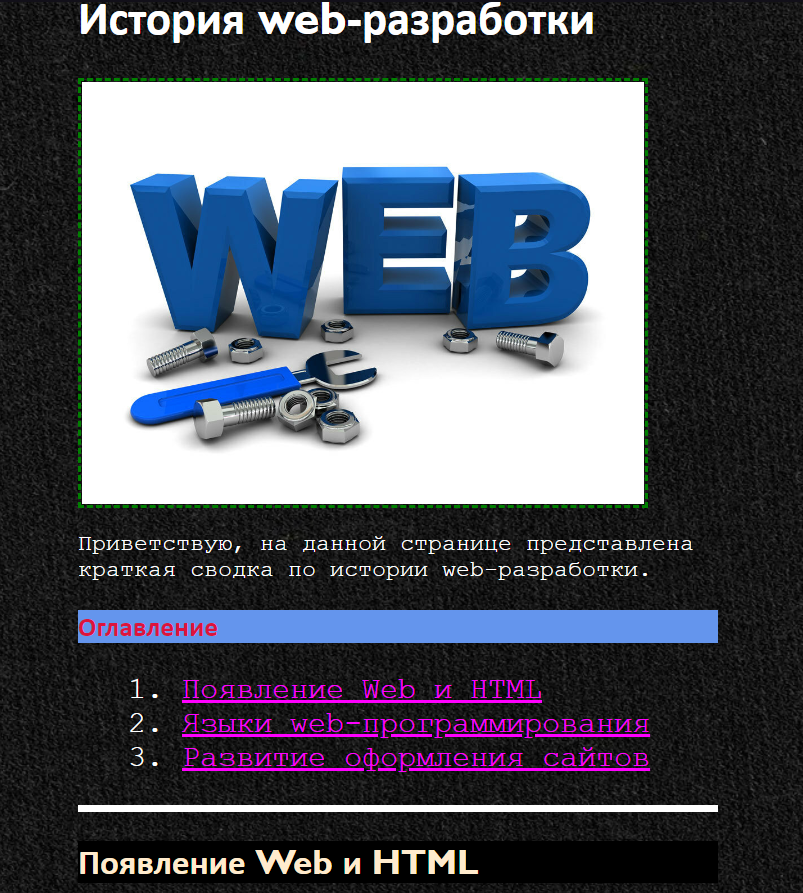 История web-разработки
WEB
Приветствую, на данной странице представлена
краткая сводка по истории web-разработки.
Оглавление
1. Появление Web и HTML
2. Языки web-программирования
3. Развитие оформления сайтов
Появление Web и HTML